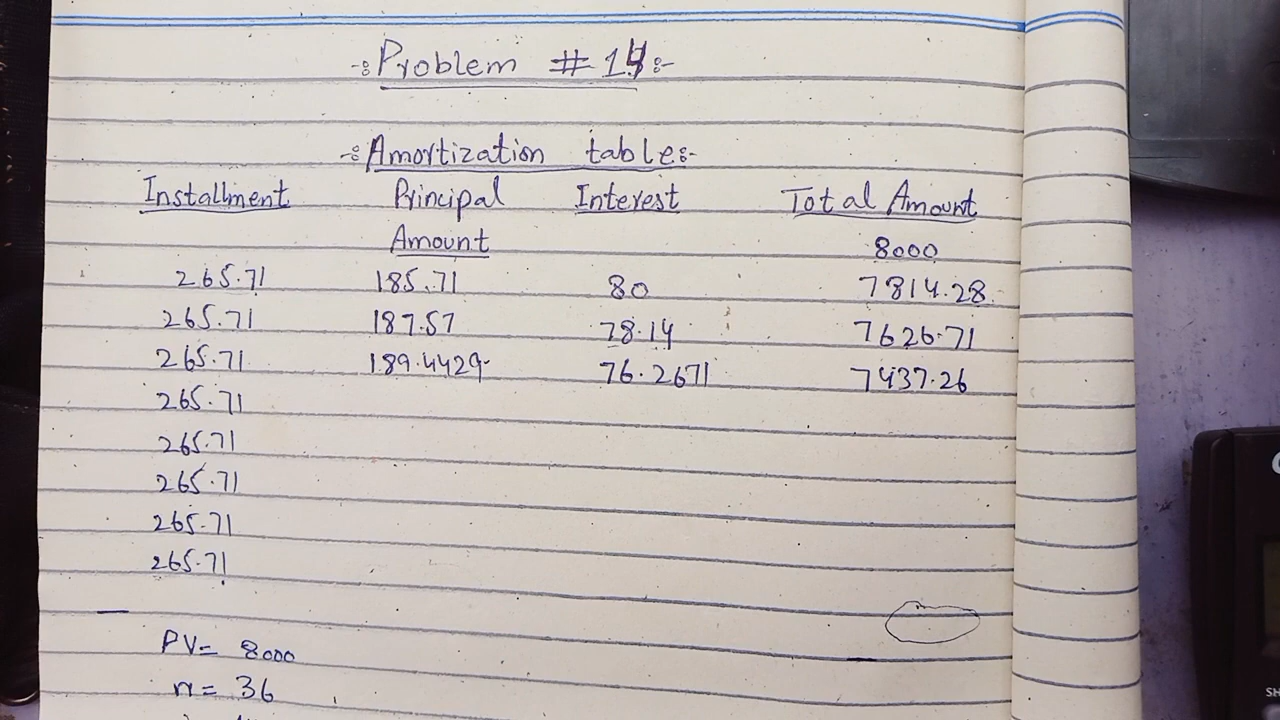 -:Problem # 14:-
-:Amortization table:-
Installment Principal Interest Total Amount
Amount 8000
265.71 185.71 80 7814.28
265.71 187.57 78.14 7626.71
265.71 189.4429 76.2671 7437.26
265.71
265.71
265.71
265.71
265.71
PV= 8000
n= 36
SH